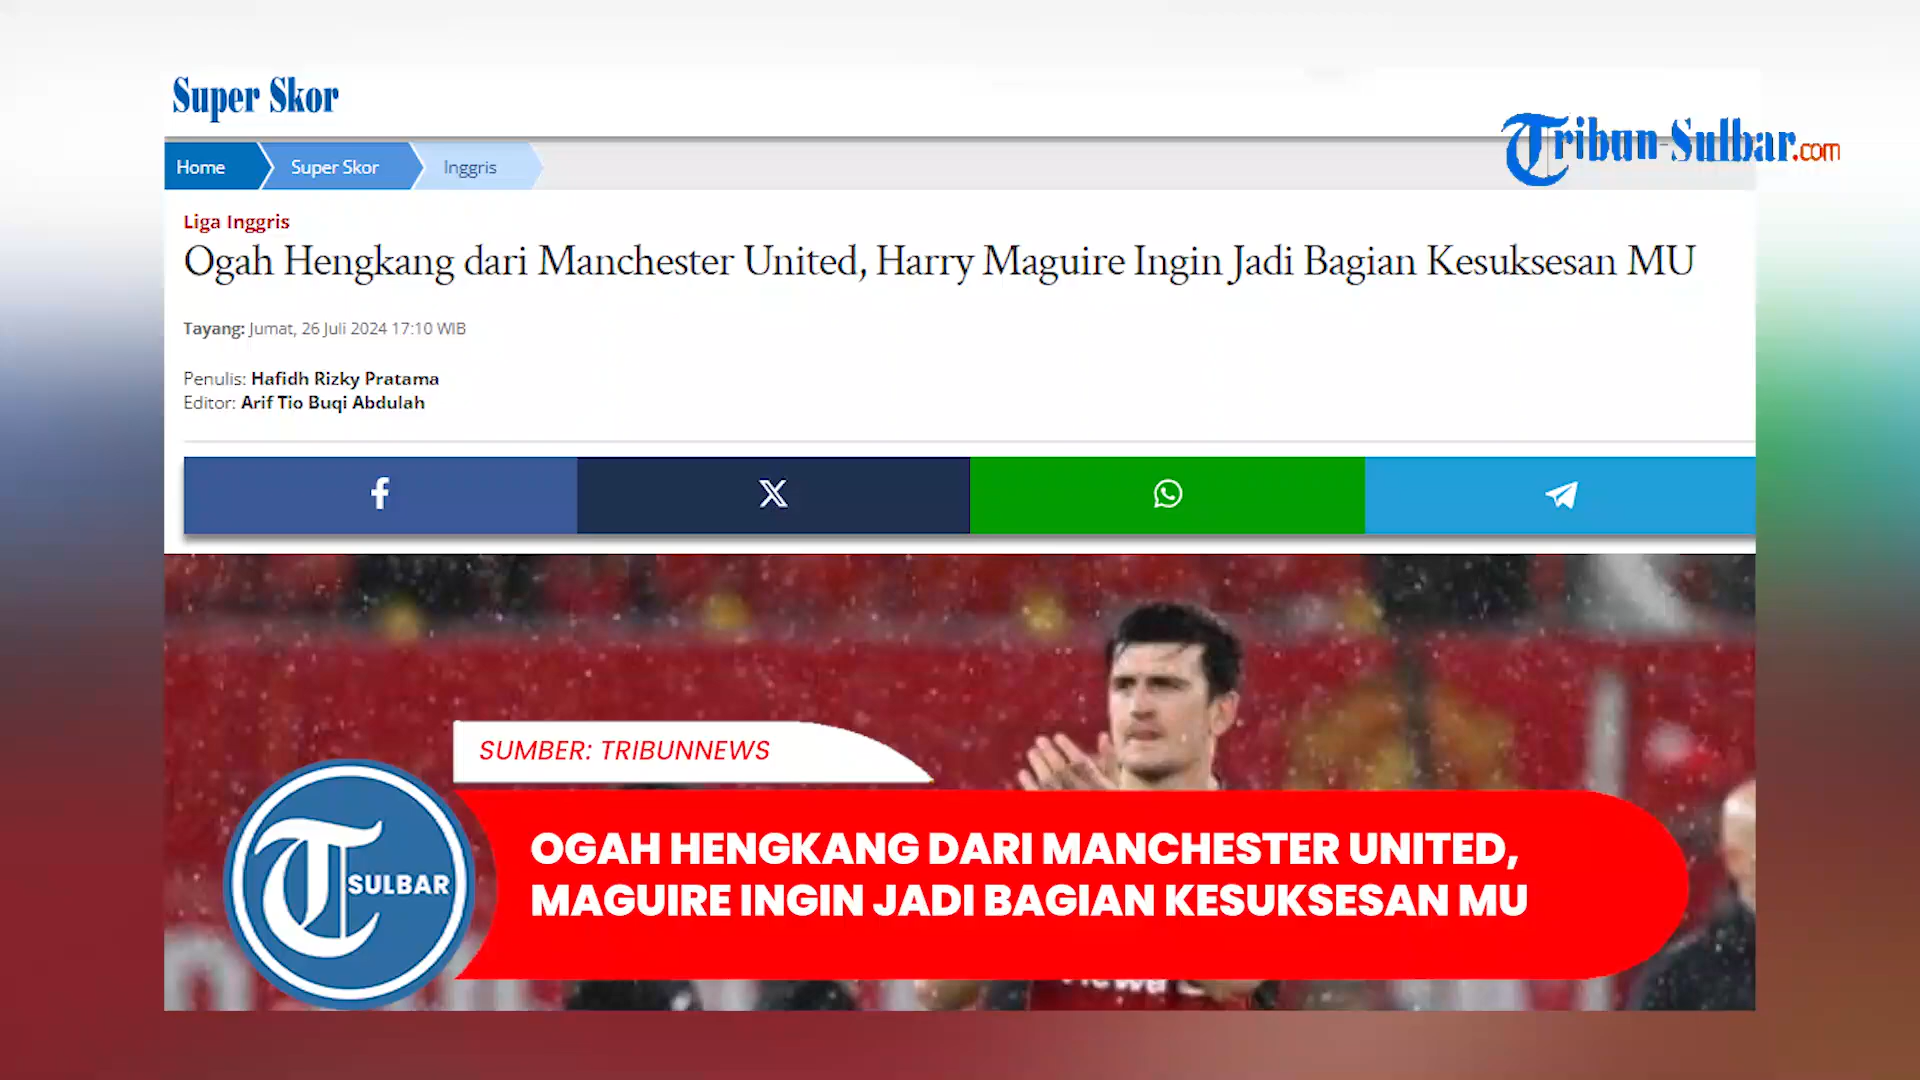 Super Skor
Tribun-Sulbar.com
Home
Super Skor
Inggris
Liga Inggris
Ogah Hengkang dari Manchester United, Harry Maguire Ingin Jadi Bagian Kesuksesan MU
Tayang: Jumat, 26 Juli 2024 17:10 WIB
Penulis: Hafidh Rizky Pratama
Editor: Arif Tio Buqi Abdulah
SUMBER: TRIBUNNEWS
T SULBAR
OGAH HENGKANG DARI MANCHESTER UNITED,
MAGUIRE INGIN JADI BAGIAN KESUKSESAN MU